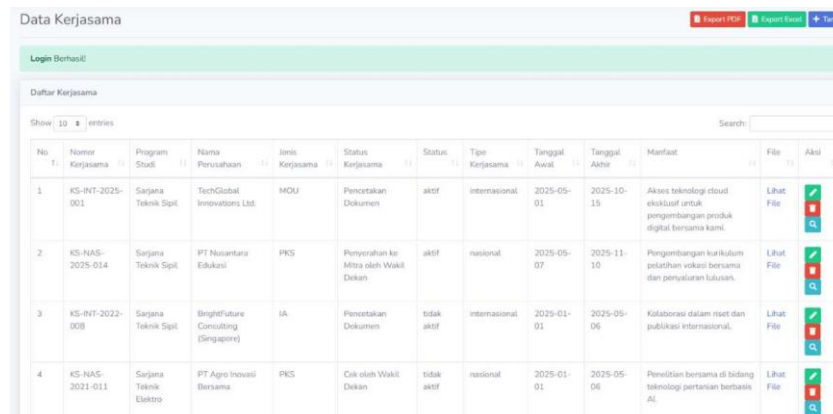 Data Kerjasama
Export PDF
Export Excel
Login Berhasil!
Daftar Kerjasama
Show 10 entries
Search:
No
Nomor Kerjasama
Program Studi
Nama Perusahaan
Jenis Kerjasama
Status Kerjasama
Status
Tipe Kerjasama
Tanggal Awal
Tanggal Akhir
Manfaat
File
Aksi
1
KS-INT-2025-
001
Sarjana
Teknik Sipil
TechGlobal
Innovations Ltd.
MOU
Pencetakan
Dokumen
aktif
internasional
2025-05-
01
2025-10-
15
Akses teknologi cloud
eksklusif untuk
pengembangan produk
digital bersama kami.
Lihat
File
2
KS-NAS-
2025-014
Sarjana
Teknik Sipil
PT Nusantara
Edukasi
PKS
Penyerahan ke
Mitra oleh Wakil
Dekan
aktif
nasional
2025-05-
07
2025-11-
10
Pengembangan kurikulum
pelatihan vokasi bersama
dan penyaluran lulusan.
Lihat
File
3
KS-INT-2022-
008
Sarjana
Teknik Sipil
BrightFuture
Consulting
(Singapore)
IA
Pencetakan
Dokumen
tidak
aktif
internasional
2025-01-
01
2025-05-
06
Kolaborasi dalam riset dan
publikasi internasional.
Lihat
File
4
KS-NAS-
2021-011
Sarjana
Teknik
Elektro
PT Agro Inovasi
Bersama
PKS
Cek oleh Wakil
Dekan
tidak
aktif
nasional
2025-01-
01
2025-05-
06
Penelitian bersama di bidang
teknologi pertanian berbasis
AI.
Lihat
File